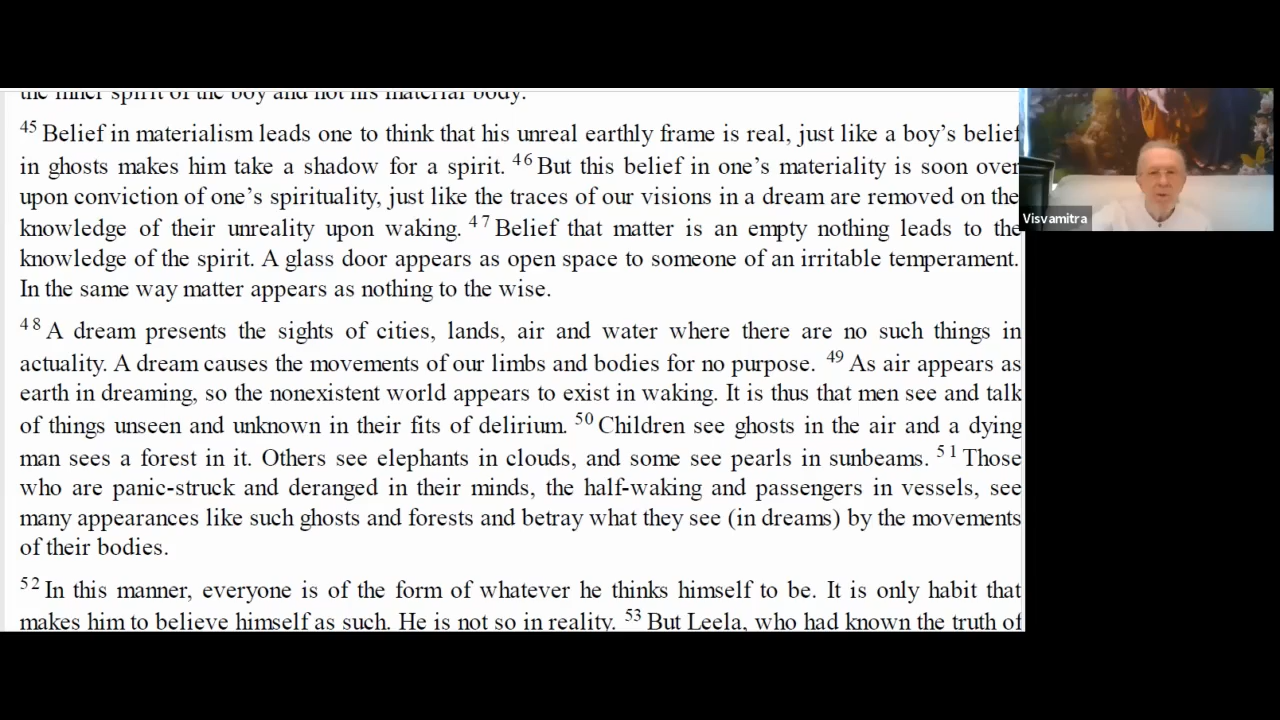 the inner spirit of the boy and not his material body.
45 Belief in materialism leads one to think that his unreal earthly frame is real, just like a boy’s belief
in ghosts makes him take a shadow for a spirit. 46 But this belief in one’s materiality is soon over
upon conviction of one’s spirituality, just like the traces of our visions in a dream are removed on the
knowledge of their unreality upon waking. 47 Belief that matter is an empty nothing leads to the
knowledge of the spirit. A glass door appears as open space to someone of an irritable temperament.
In the same way matter appears as nothing to the wise.
48 A dream presents the sights of cities, lands, air and water where there are no such things in
actuality. A dream causes the movements of our limbs and bodies for no purpose. 49 As air appears as
earth in dreaming, so the nonexistent world appears to exist in waking. It is thus that men see and talk
of things unseen and unknown in their fits of delirium. 50 Children see ghosts in the air and a dying
man sees a forest in it. Others see elephants in clouds, and some see pearls in sunbeams. 51 Those
who are panic-struck and deranged in their minds, the half-waking and passengers in vessels, see
many appearances like such ghosts and forests and betray what they see (in dreams) by the movements
of their bodies.
52 In this manner, everyone is of the form of whatever he thinks himself to be. It is only habit that
makes him to believe himself as such. He is not so in reality. 53 But Leela, who had known the truth of
Visvamitra